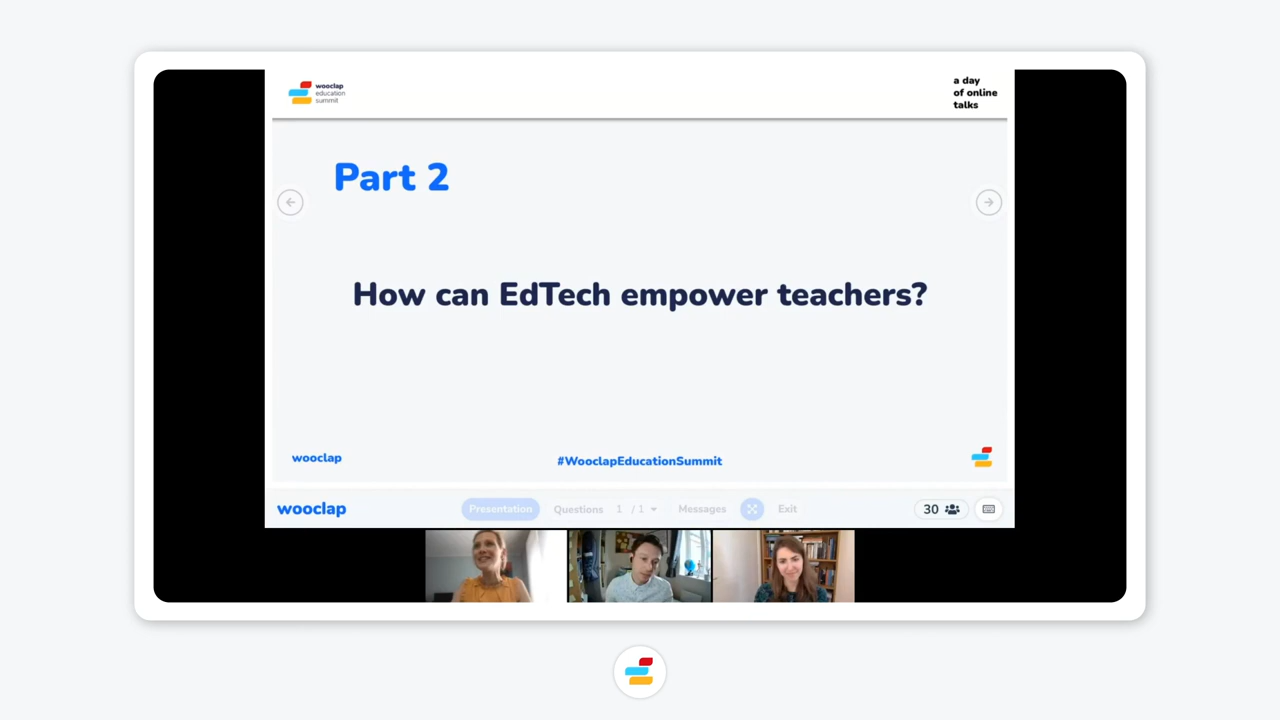 wooclap
education
summit
a day
of online
talks
Part 2
How can EdTech empower teachers?
wooclap
#WooclapEducationSummit
wooclap
Presentation Questions 1 / 1 Messages Exit 30